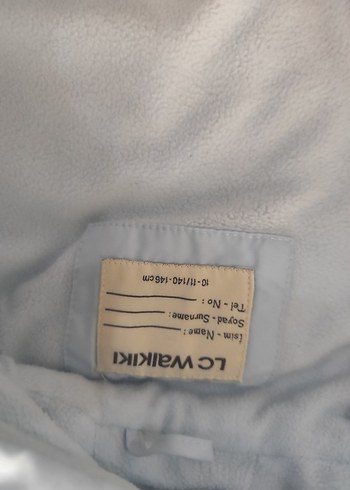 LC WAIKIKI
İsim - Name:
Soyad - Surname:
Tel - No:
10-11/140-146cm